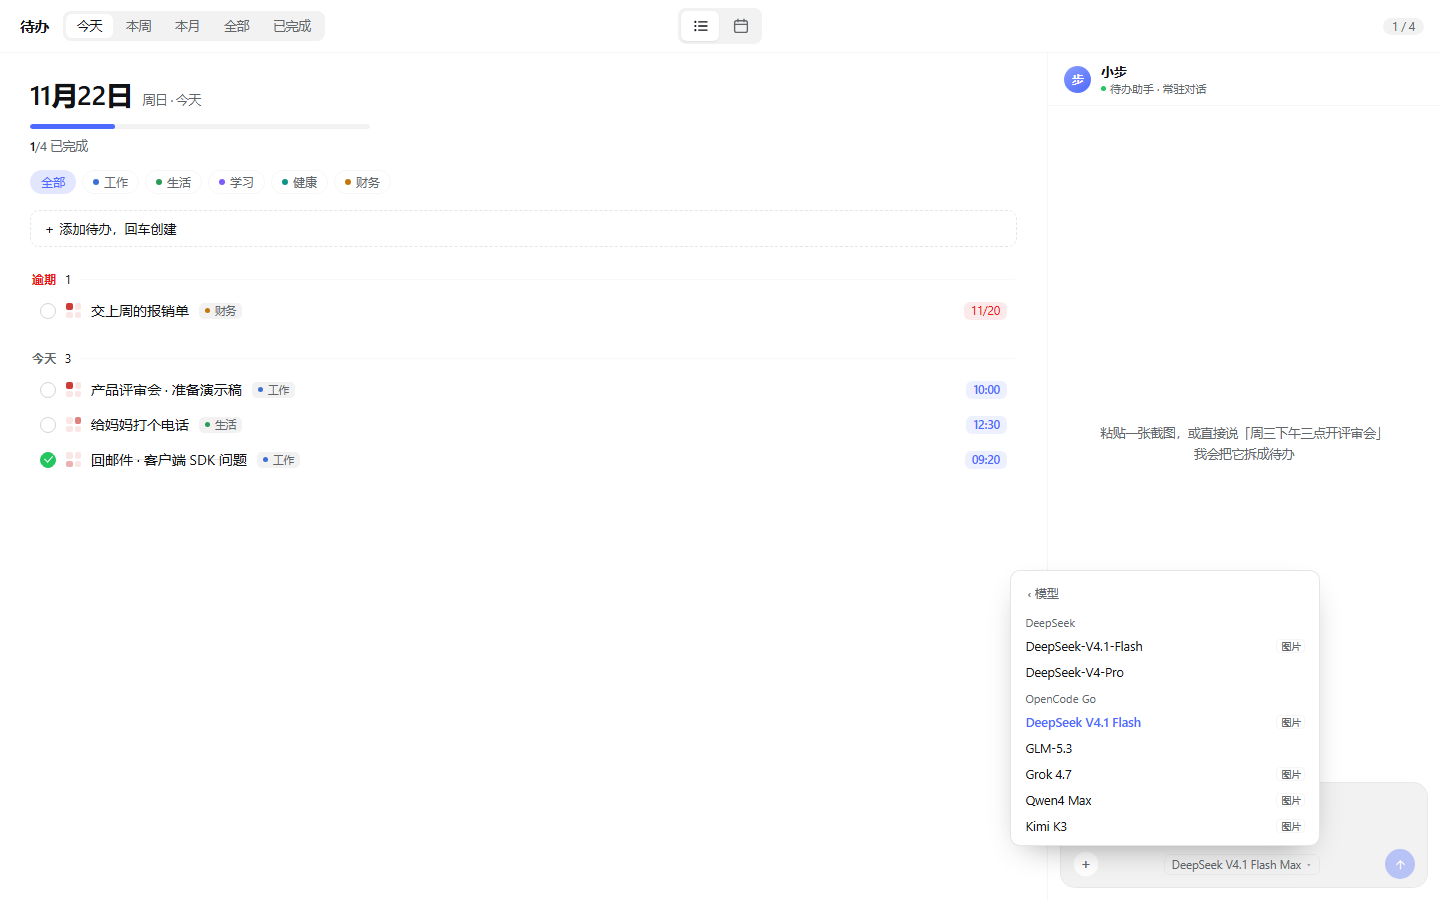 待办 今天 本周 本月 全部 已完成 1 / 4
11月22日 周日 · 今天
1/4 已完成
全部 工作 生活 学习 健康 财务
+ 添加待办，回车创建
逾期 1
交上周的报销单 财务 11/20
今天 3
产品评审会 · 准备演示稿 工作 10:00
给妈妈打个电话 生活 12:30
回邮件 · 客户端 SDK 问题 工作 09:20
步 小步
待办助手 · 常驻对话
粘贴一张截图，或直接说「周三下午三点开评审会」
我会把它拆成待办
‹ 模型
DeepSeek
DeepSeek-V4.1-Flash 图片
DeepSeek-V4-Pro
OpenCode Go
DeepSeek V4.1 Flash 图片
GLM-5.3
Grok 4.7 图片
Qwen4 Max 图片
Kimi K3 图片
+ DeepSeek V4.1 Flash Max